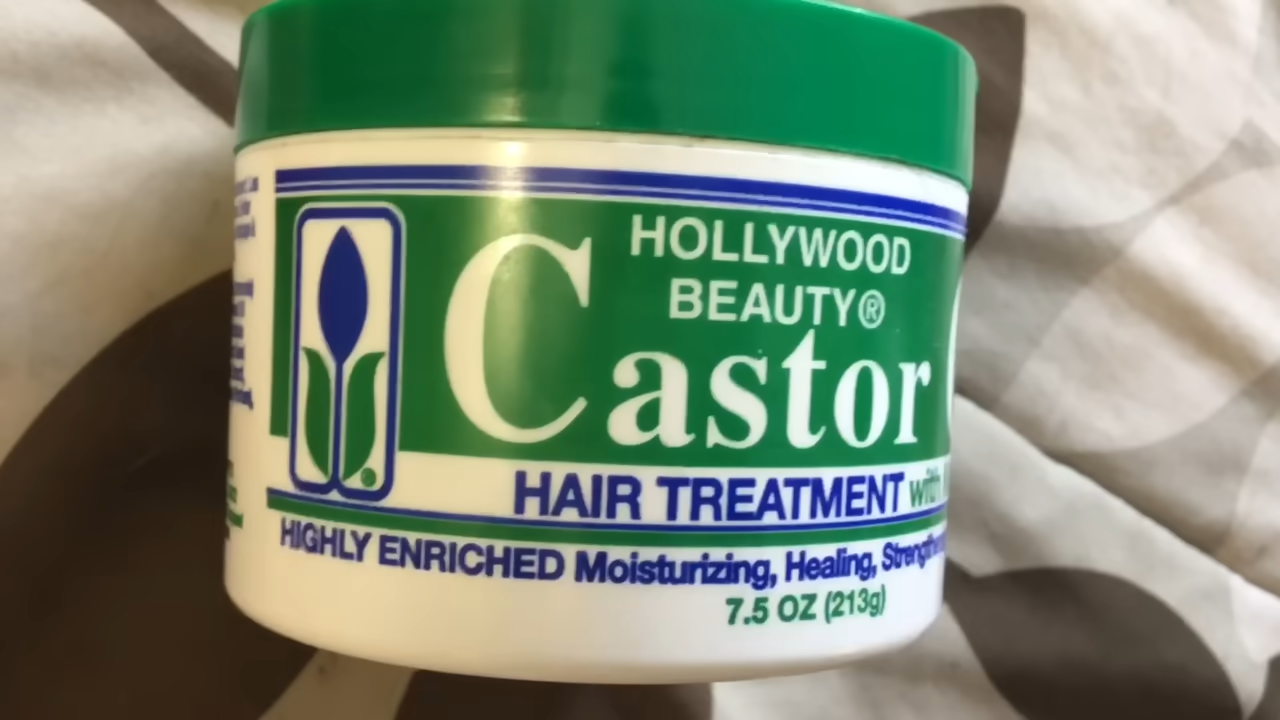 HOLLYWOOD
BEAUTY®
Castor
HAIR TREATMENT with
HIGHLY ENRICHED Moisturizing, Healing,
7.5 OZ (213g)